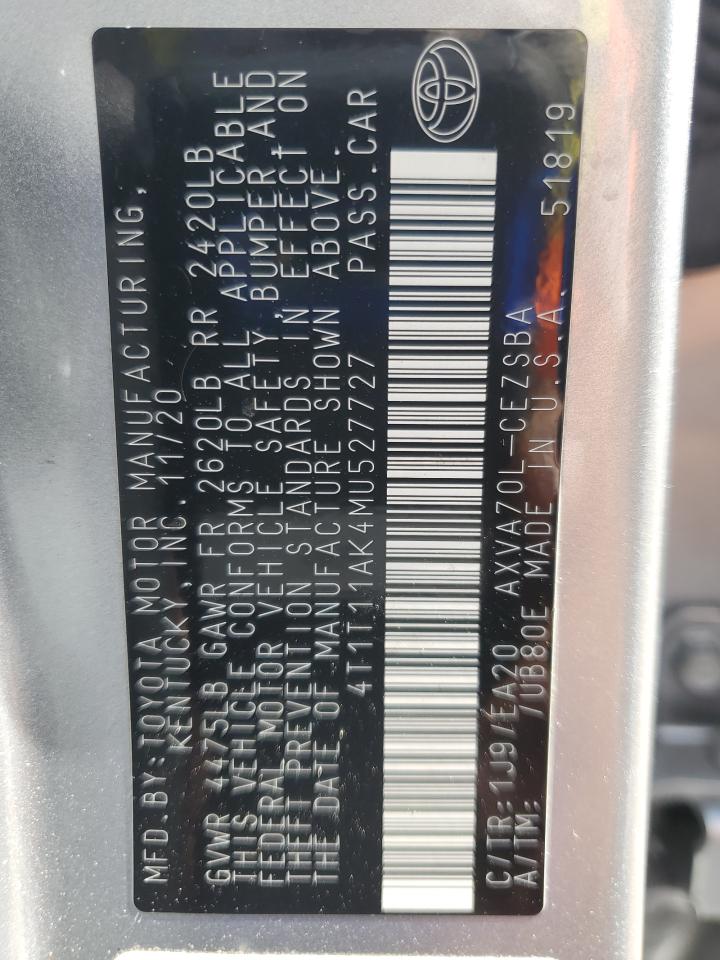 MFD.BY:TOYOTA MOTOR MANUFACTURING,
KENTUCKY,INC. 11/20
GVWR 4475LB GAWR FR 2620LB RR 2420LB
THIS VEHICLE CONFORMS TO ALL APPLICABLE
FEDERAL MOTOR VEHICLE SAFETY,BUMPER,AND
THEFT PREVENTION STANDARDS IN EFFECT ON
THE DATE OF MANUFACTURE SHOWN ABOVE.
4T1T11AK4MU527727 PASS.CAR
C/TR:1J9/EA20 AXVA70L-CEZSBA
A/TM: /UB80E MADE IN U.S.A. 51819